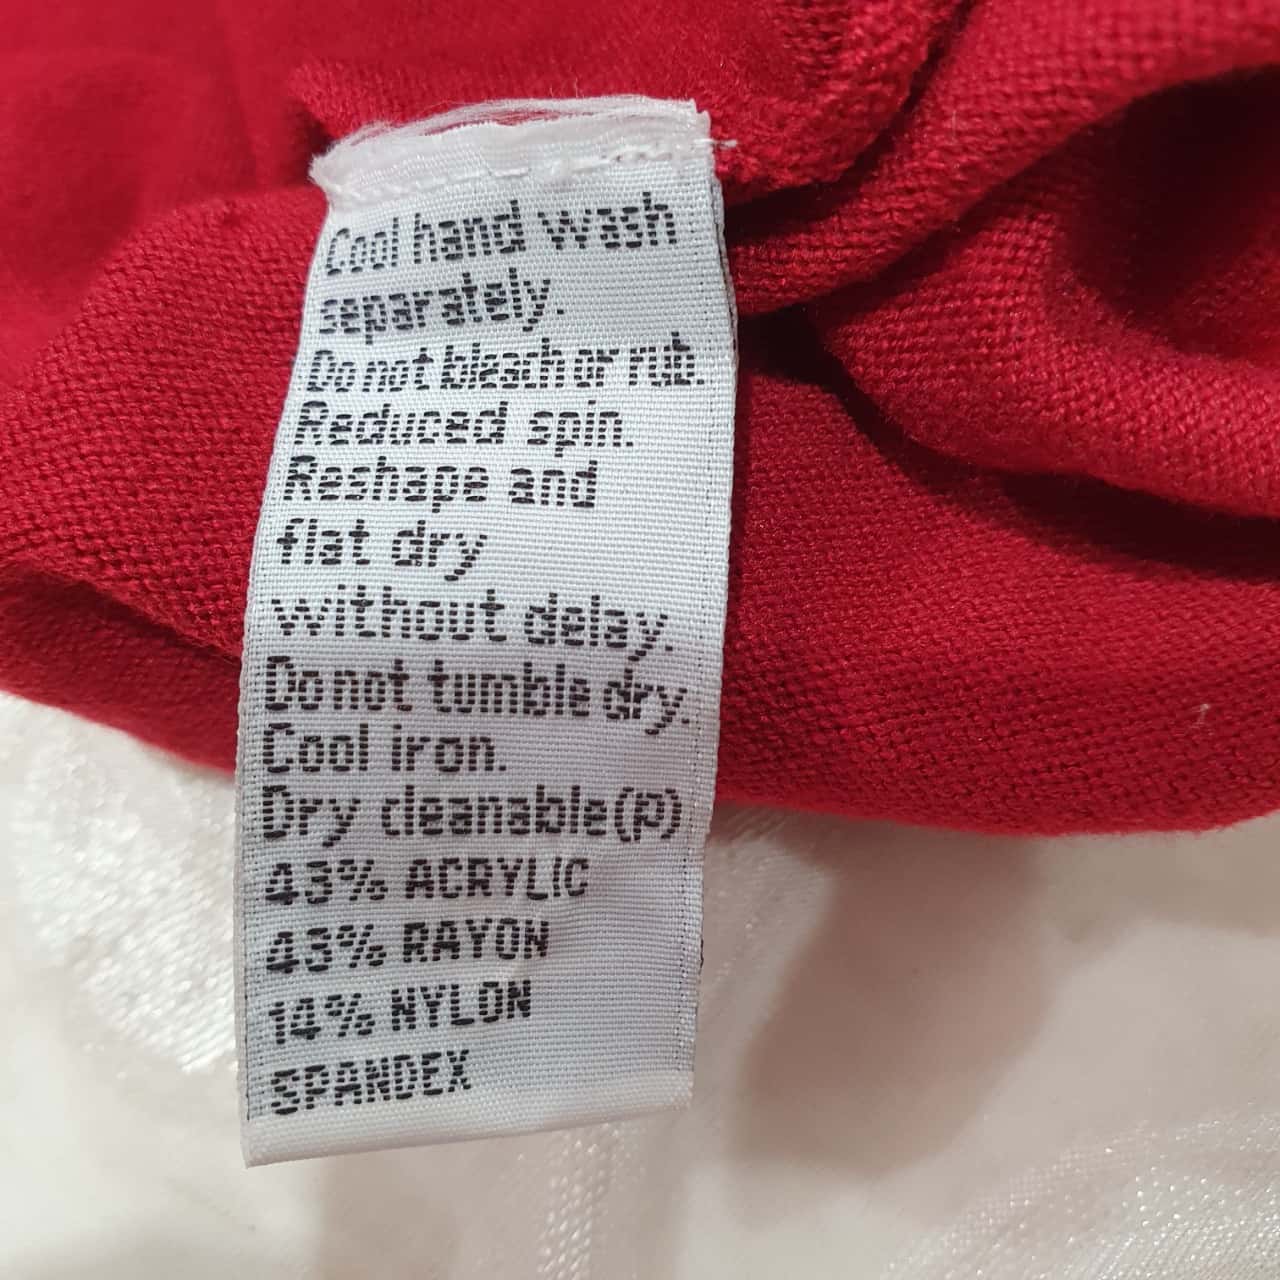 Cool hand wash
separately.
Do not bleach or rub.
Reduced spin.
Reshape and
flat dry
without delay.
Do not tumble dry.
Cool iron.
Dry cleanable(P)
43% ACRYLIC
43% RAYON
14% NYLON
SPANDEX